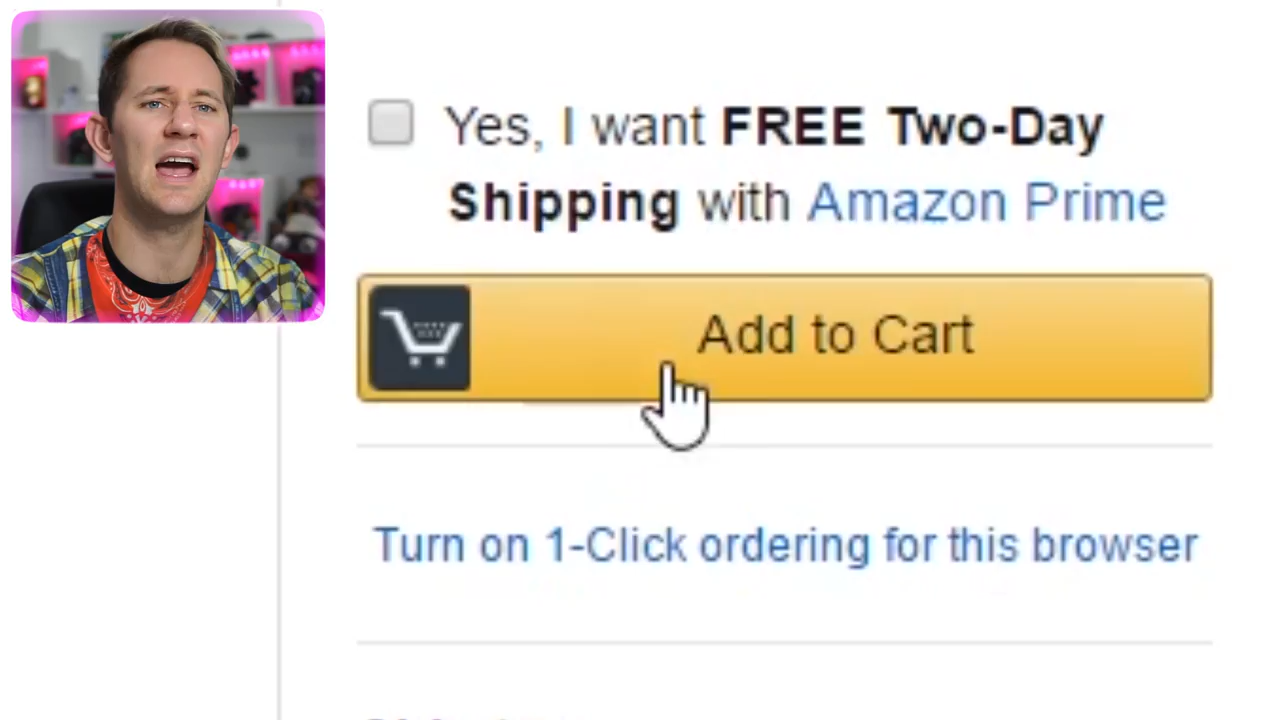 Yes, I want FREE Two-Day
Shipping with Amazon Prime
Add to Cart
Turn on 1-Click ordering for this browser